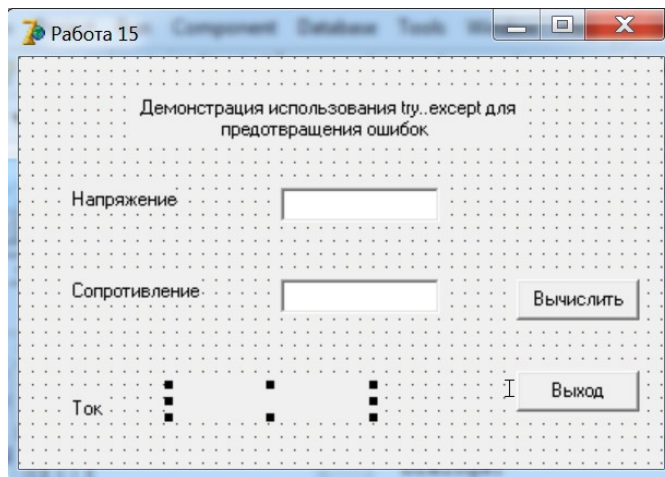 Component Database Tools
Работа 15
Демонстрация использования try..except для
предотвращения ошибок
Напряжение
Сопротивление
Вычислить
Ток
Выход